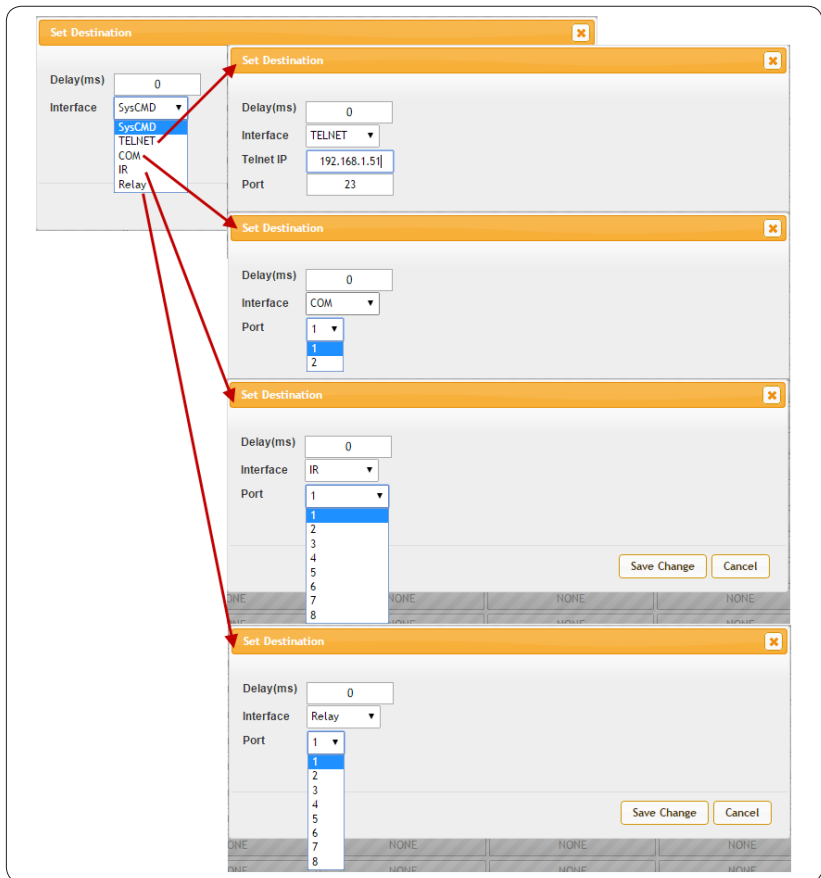 Set Destination
Delay(ms) 0
Interface SysCMD
SysCMD
TELNET
COM
IR
Relay
Set Destination
Delay(ms) 0
Interface TELNET
Telnet IP 192.168.1.51
Port 23
Set Destination
Delay(ms) 0
Interface COM
Port 1
1
2
Set Destination
Delay(ms) 0
Interface IR
Port 1
1
2
3
4
5
6
7
8
Save Change Cancel
NONE NONE NONE
Set Destination
Delay(ms) 0
Interface Relay
Port 1
1
2
3
4
5
6
7
8
Save Change Cancel
NONE NONE NONE